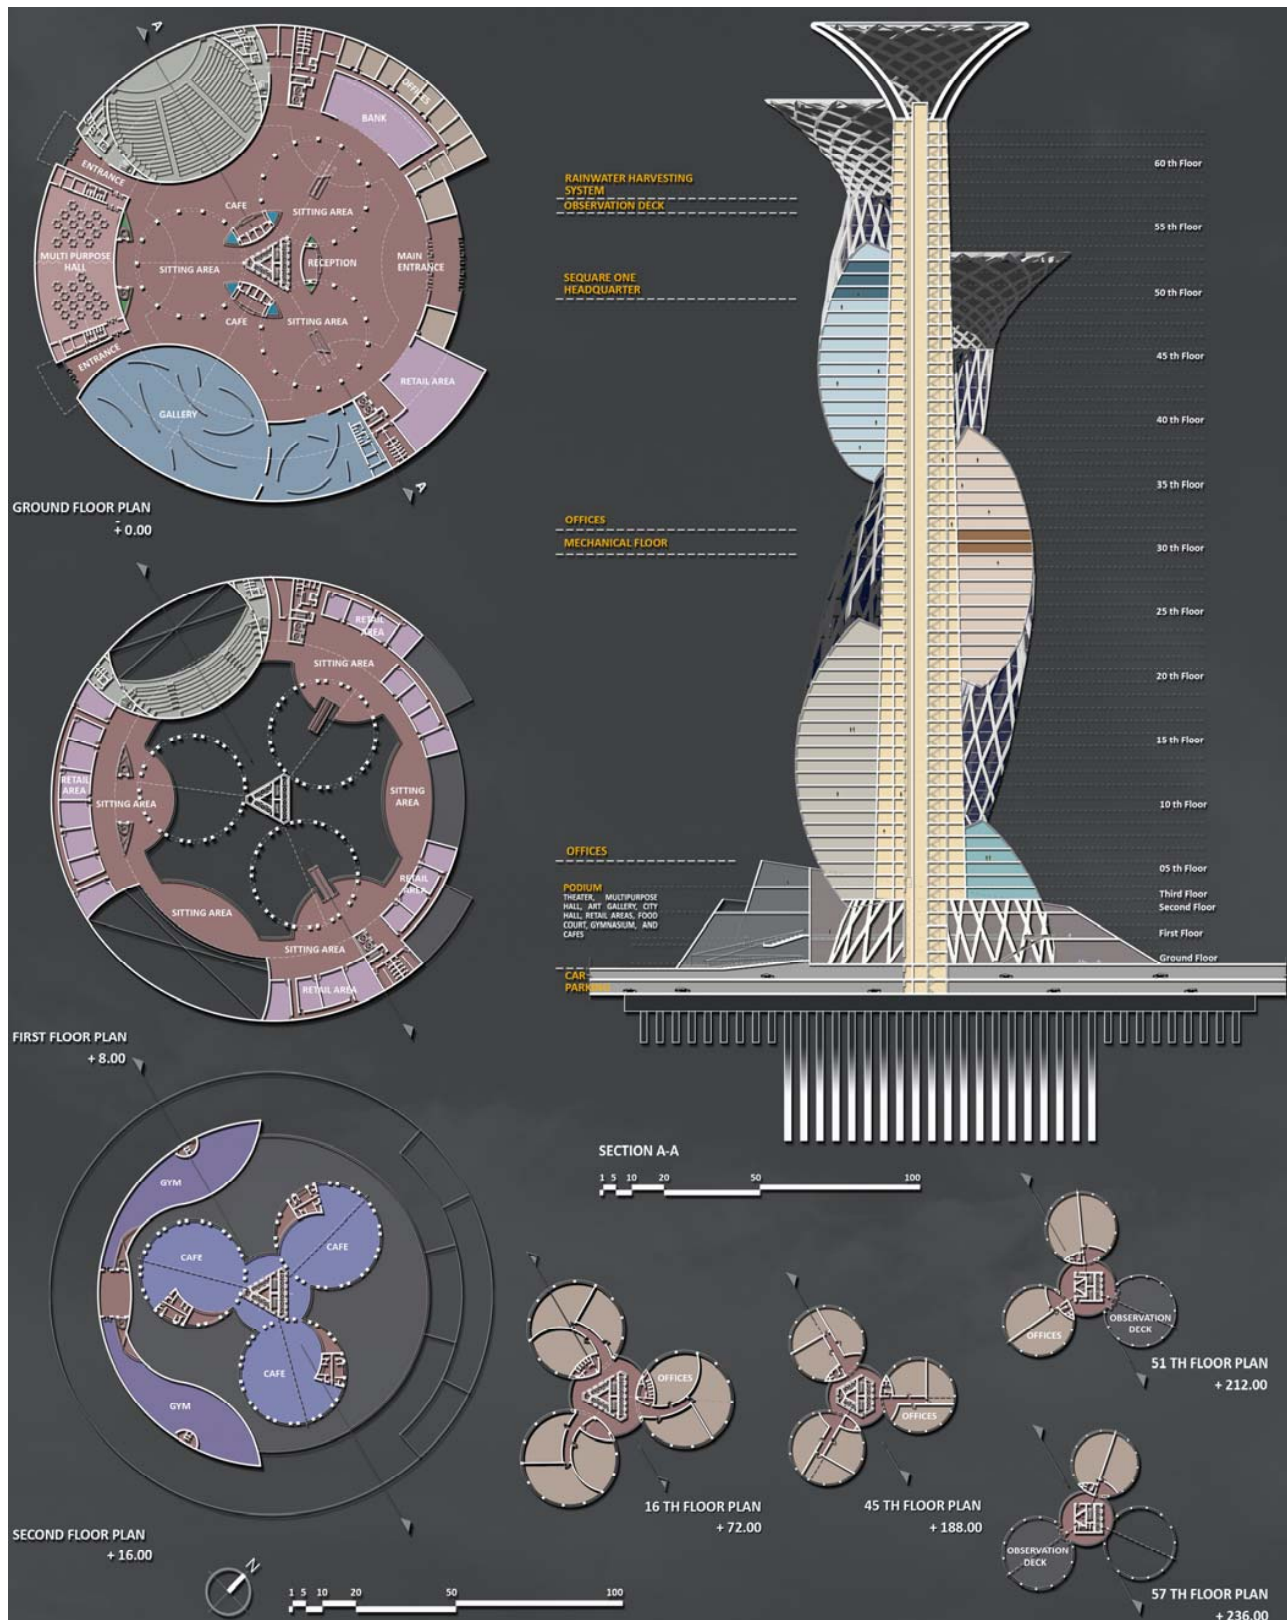 A
OFFICES
BANK
ENTRANCE
CAFE
SITTING AREA
MULTI PURPOSE
HALL
SITTING AREA
RECEPTION
MAIN
ENTRANCE
CAFE
SITTING AREA
ENTRANCE
RETAIL AREA
GALLERY
A
GROUND FLOOR PLAN
+ 0.00
RETAIL
AREA
SITTING AREA
RETAIL
AREA
SITTING AREA
SITTING
AREA
RETAIL
AREA
SITTING AREA
SITTING AREA
RETAIL AREA
FIRST FLOOR PLAN
+ 8.00
GYM
CAFE
CAFE
CAFE
GYM
SECOND FLOOR PLAN
+ 16.00
N
1 5 10 20 50 100
RAINWATER HARVESTING
SYSTEM
OBSERVATION DECK
SEQUARE ONE
HEADQUARTER
OFFICES
MECHANICAL FLOOR
OFFICES
PODIUM
THEATER, MULTIPURPOSE
HALL, ART GALLERY, CITY
HALL, RETAIL AREAS, FOOD
COURT, GYMNASIUM, AND
CAFES
CAR-
PARKING
60 th Floor
55 th Floor
50 th Floor
45 th Floor
40 th Floor
35 th Floor
30 th Floor
25 th Floor
20 th Floor
15 th Floor
10 th Floor
05 th Floor
Third Floor
Second Floor
First Floor
Ground Floor
SECTION A-A
1 5 10 20 50 100
OFFICES
16 TH FLOOR PLAN
+ 72.00
OFFICES
45 TH FLOOR PLAN
+ 188.00
OFFICES
OBSERVATION
DECK
51 TH FLOOR PLAN
+ 212.00
OBSERVATION
DECK
57 TH FLOOR PLAN
+ 236.00